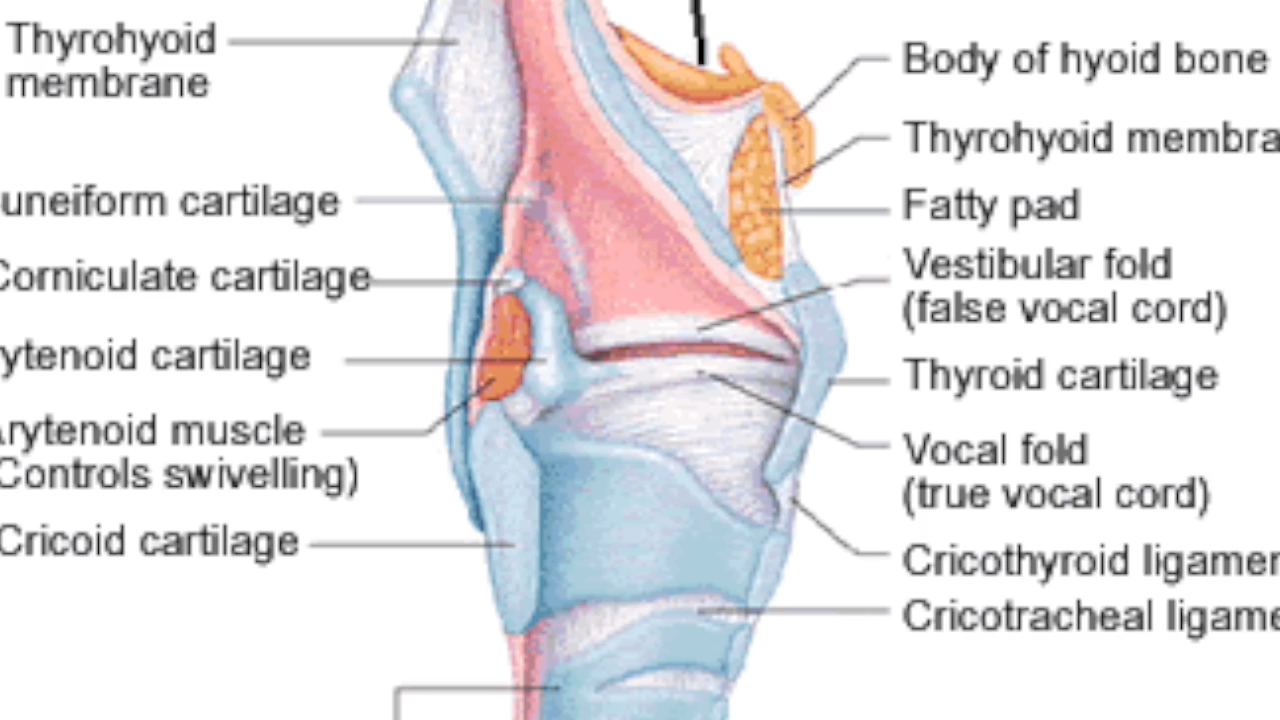 Thyrohyoid
membrane
uneiform cartilage
Corniculate cartilage
rytenoid cartilage
Arytenoid muscle
Controls swivelling)
Cricoid cartilage
Body of hyoid bone
Thyrohyoid membra
Fatty pad
Vestibular fold
(false vocal cord)
Thyroid cartilage
Vocal fold
(true vocal cord)
Cricothyroid ligamen
Cricotracheal ligame